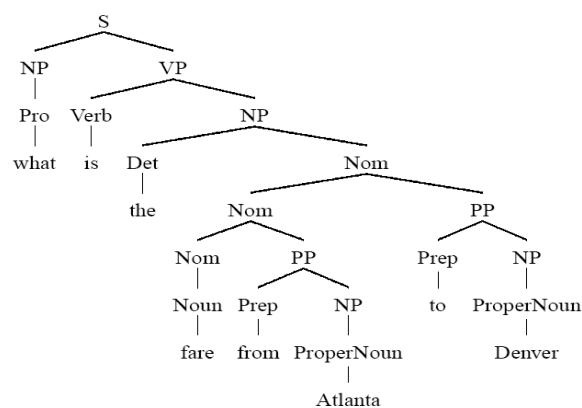 S
NP VP
Pro Verb NP
what is Det Nom
the Nom PP
Nom PP Prep NP
Noun Prep NP to ProperNoun
fare from ProperNoun Denver
Atlanta